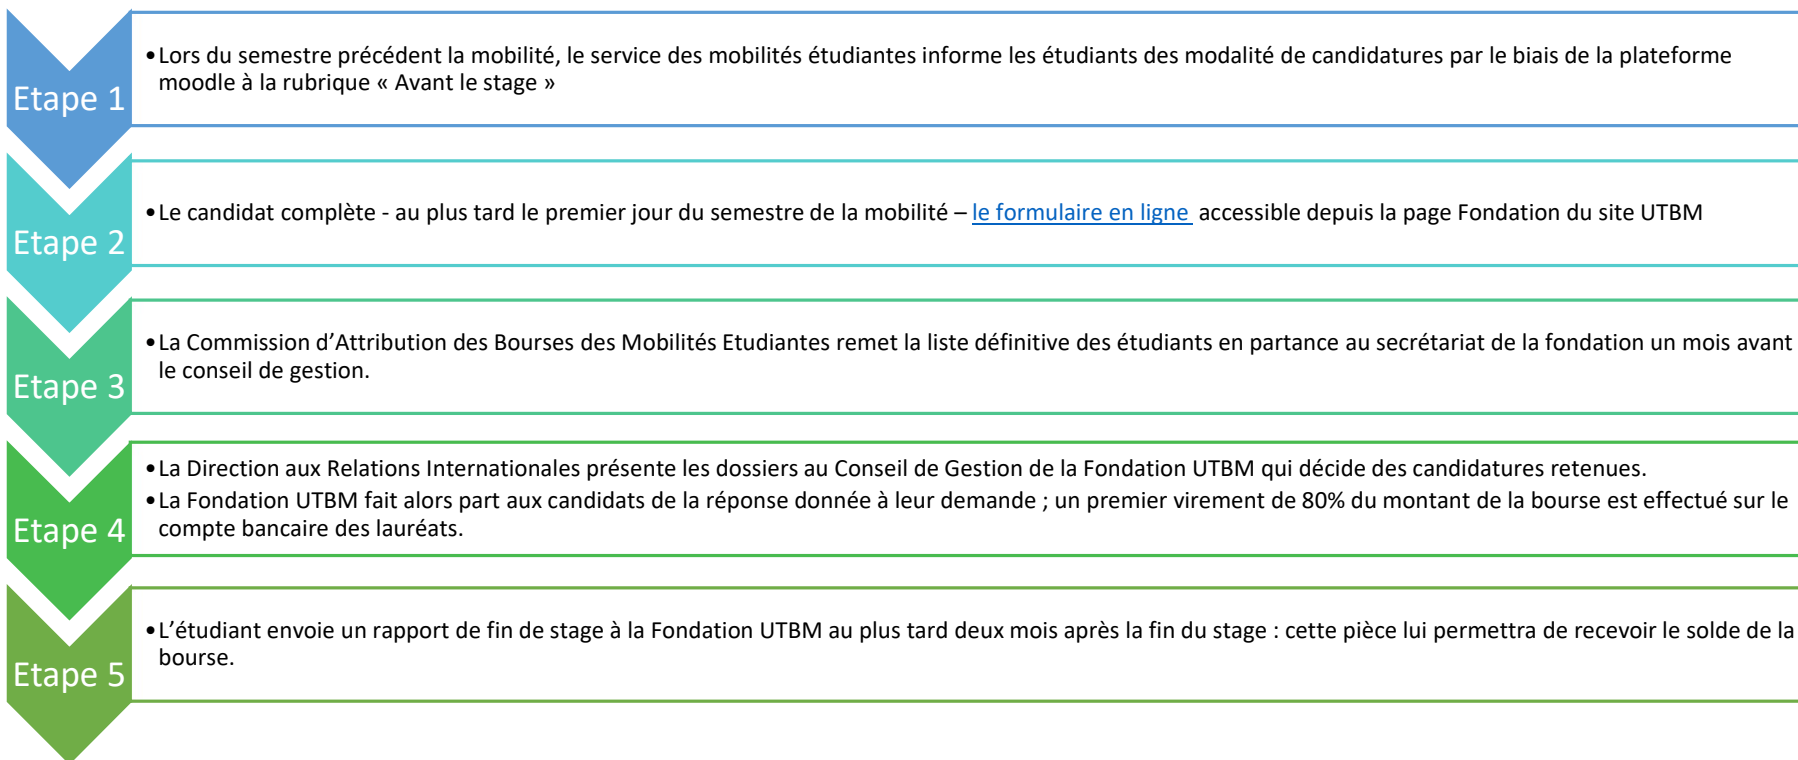 Etape 1
•Lors du semestre précédent la mobilité, le service des mobilités étudiantes informe les étudiants des modalité de candidatures par le biais de la plateforme
moodle à la rubrique « Avant le stage »
Etape 2
•Le candidat complète - au plus tard le premier jour du semestre de la mobilité – le formulaire en ligne accessible depuis la page Fondation du site UTBM
Etape 3
•La Commission d’Attribution des Bourses des Mobilités Etudiantes remet la liste définitive des étudiants en partance au secrétariat de la fondation un mois avant
le conseil de gestion.
Etape 4
•La Direction aux Relations Internationales présente les dossiers au Conseil de Gestion de la Fondation UTBM qui décide des candidatures retenues.
•La Fondation UTBM fait alors part aux candidats de la réponse donnée à leur demande ; un premier virement de 80% du montant de la bourse est effectué sur le
compte bancaire des lauréats.
Etape 5
•L’étudiant envoie un rapport de fin de stage à la Fondation UTBM au plus tard deux mois après la fin du stage : cette pièce lui permettra de recevoir le solde de la
bourse.